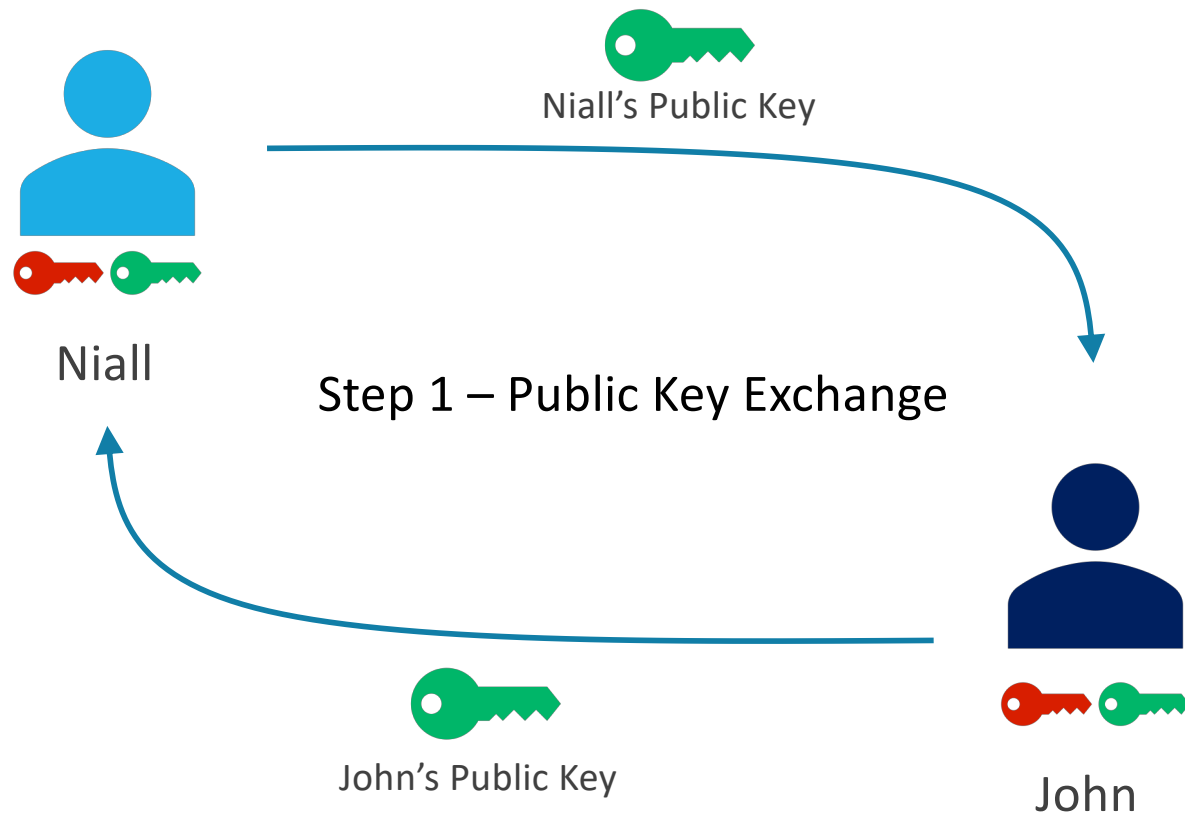 Niall’s Public Key
Niall
Step 1 – Public Key Exchange
John’s Public Key
John